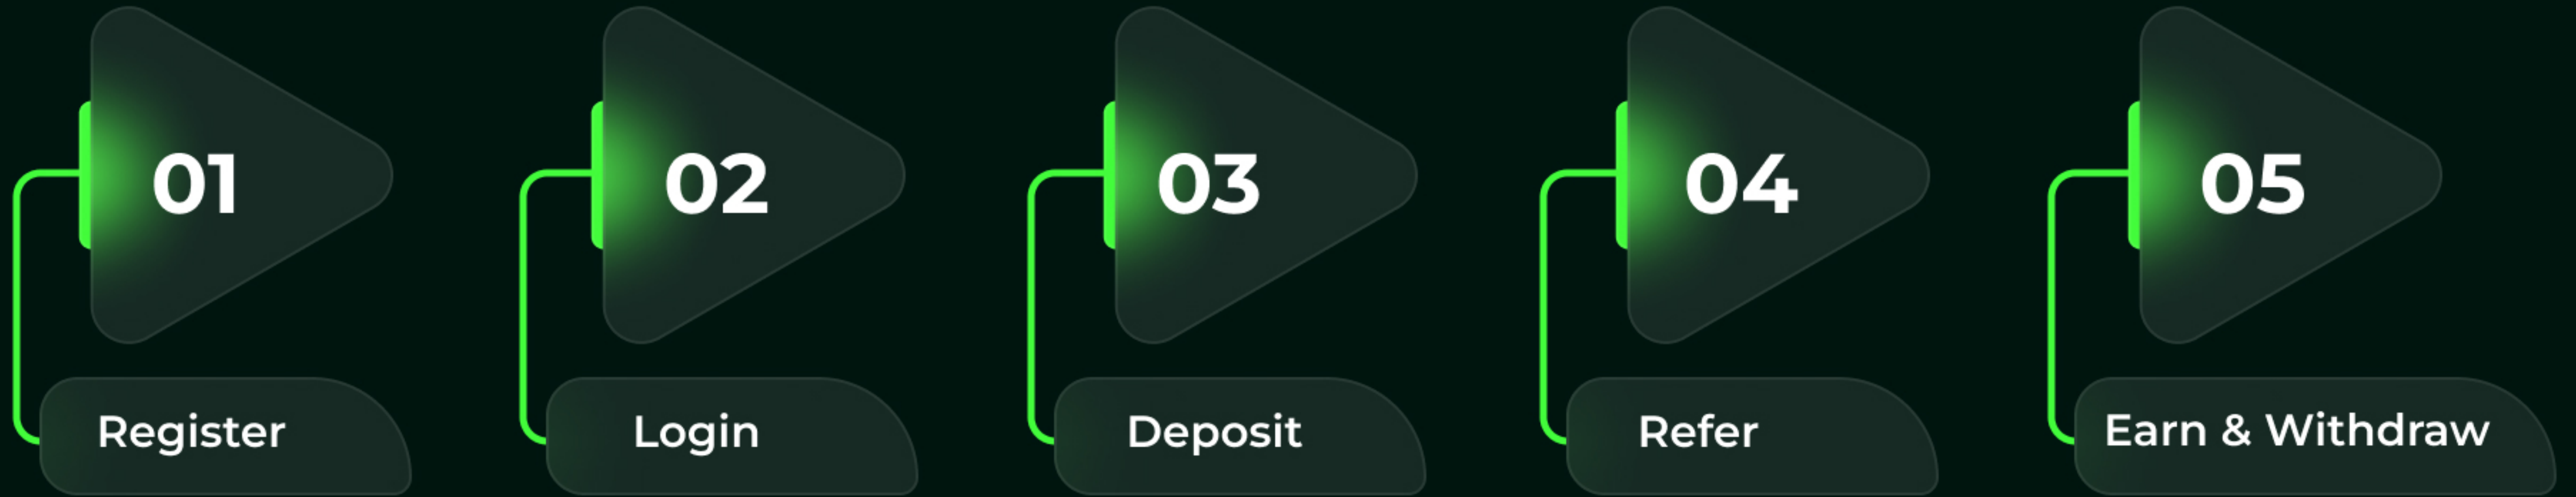 01
02
03
04
05
Register
Login
Deposit
Refer
Earn & Withdraw